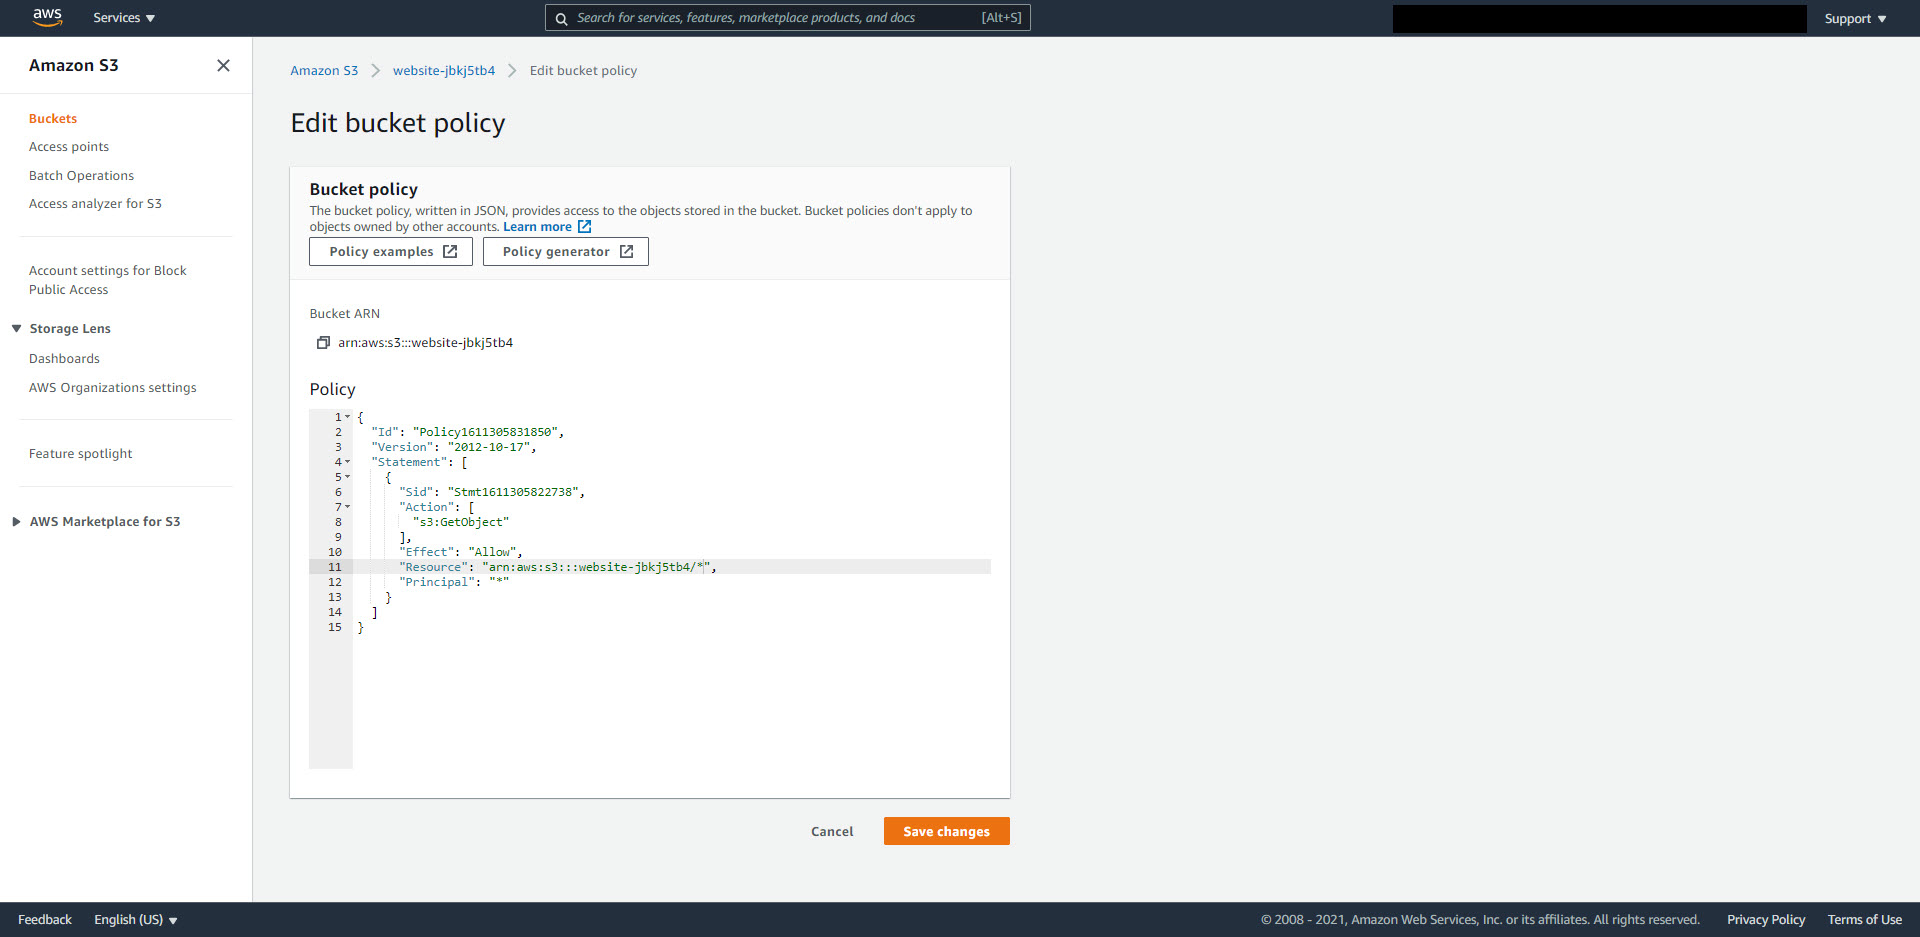 aws Services Search for services, features, marketplace products, and docs [Alt+S] Support
Amazon S3
Buckets
Access points
Batch Operations
Access analyzer for S3
Account settings for Block
Public Access
Storage Lens
Dashboards
AWS Organizations settings
Feature spotlight
AWS Marketplace for S3
Amazon S3 > website-jbkj5tb4 > Edit bucket policy
Edit bucket policy
Bucket policy
The bucket policy, written in JSON, provides access to the objects stored in the bucket. Bucket policies don't apply to
objects owned by other accounts. Learn more
Policy examples Policy generator
Bucket ARN
arn:aws:s3:::website-jbkj5tb4
Policy
1 {
2 "Id": "Policy1611305831850",
3 "Version": "2012-10-17",
4 "Statement": [
5 {
6 "Sid": "Stmt1611305822738",
7 "Action": [
8 "s3:GetObject"
9 ],
10 "Effect": "Allow",
11 "Resource": "arn:aws:s3:::website-jbkj5tb4/*",
12 "Principal": "*"
13 }
14 ]
15 }
Cancel Save changes
Feedback English (US) © 2008 - 2021, Amazon Web Services, Inc. or its affiliates. All rights reserved. Privacy Policy Terms of Use